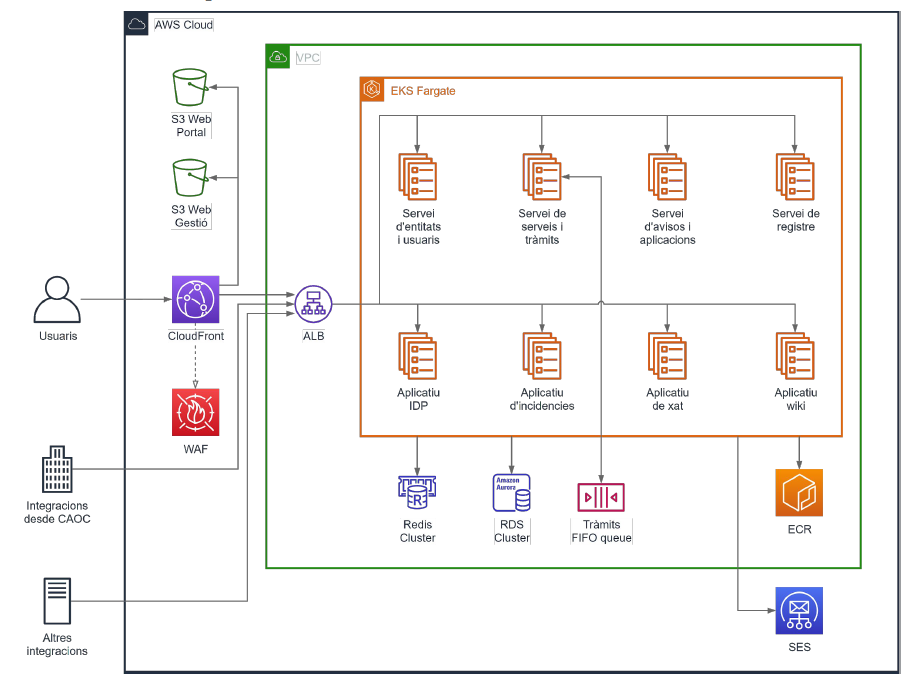 AWS Cloud
VPC
EKS Fargate
S3 Web
Portal
S3 Web
Gestió
Servei
d'entitats
i usuaris
Servei de
serveis i
tràmits
Servei
d'avisos i
aplicacions
Servei de
registre
Usuaris
CloudFront
ALB
WAF
Aplicatiu
IDP
Aplicatiu
d'incidencies
Aplicatiu
de xat
Aplicatiu
wiki
Integracions
desde CAOC
R
Redis
Cluster
Amazon
Aurora
RDS
Cluster
Tràmits
FIFO queue
ECR
Altres
integracions
SES